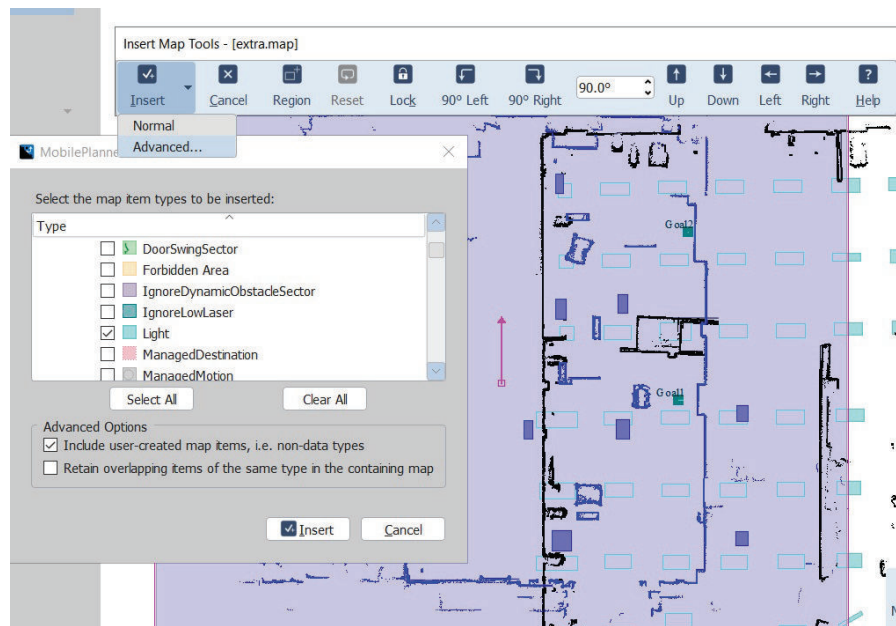 Insert Map Tools - [extra.map]
Insert Cancel Region Reset Lock 90º Left 90º Right 90.0º Up Down Left Right Help
Normal
Advanced...
MobilePlanne
Select the map item types to be inserted:
Type
DoorSwingSector
Forbidden Area
IgnoreDynamicObstacleSector
IgnoreLowLaser
Light
ManagedDestination
ManagedMotion
Select All Clear All
Advanced Options
Include user-created map items, i.e. non-data types
Retain overlapping items of the same type in the containing map
Insert Cancel
Goal2
Goal1